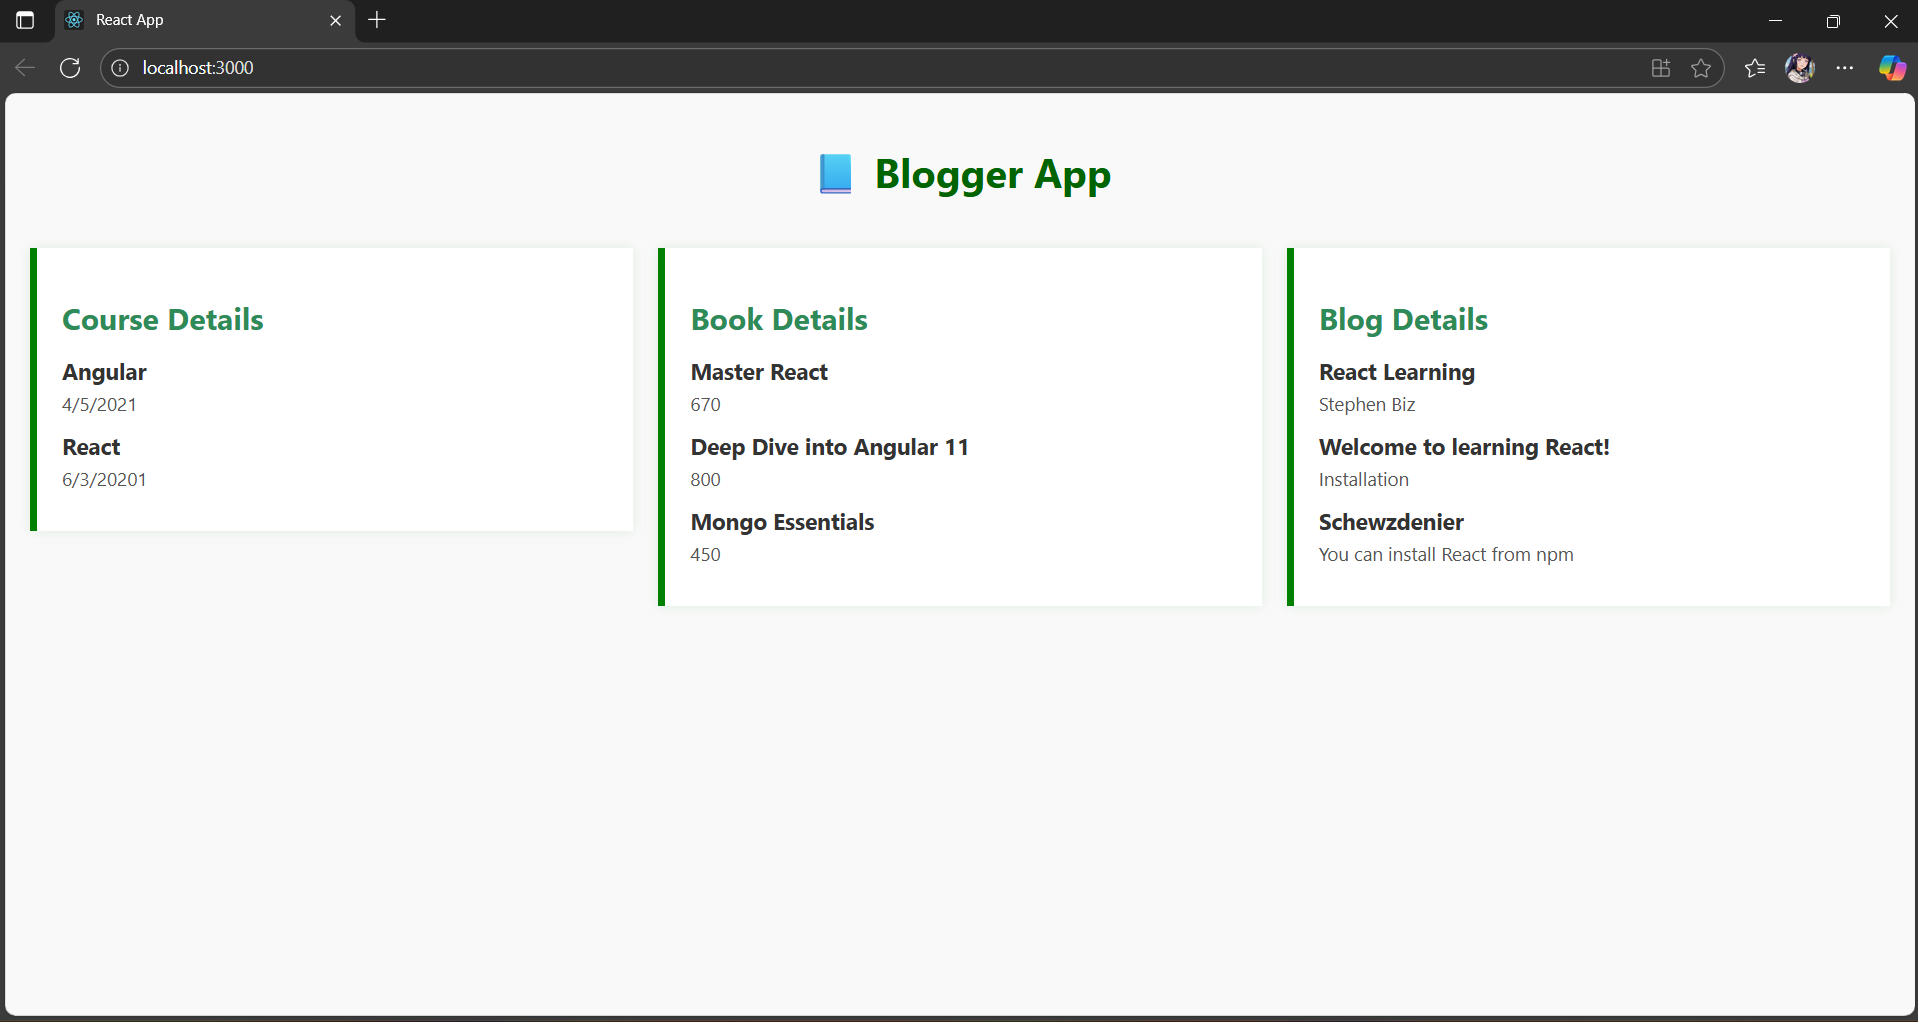 React App
localhost:3000
📘 Blogger App
Course Details
Angular
4/5/2021
React
6/3/20201
Book Details
Master React
670
Deep Dive into Angular 11
800
Mongo Essentials
450
Blog Details
React Learning
Stephen Biz
Welcome to learning React!
Installation
Schewzdenier
You can install React from npm